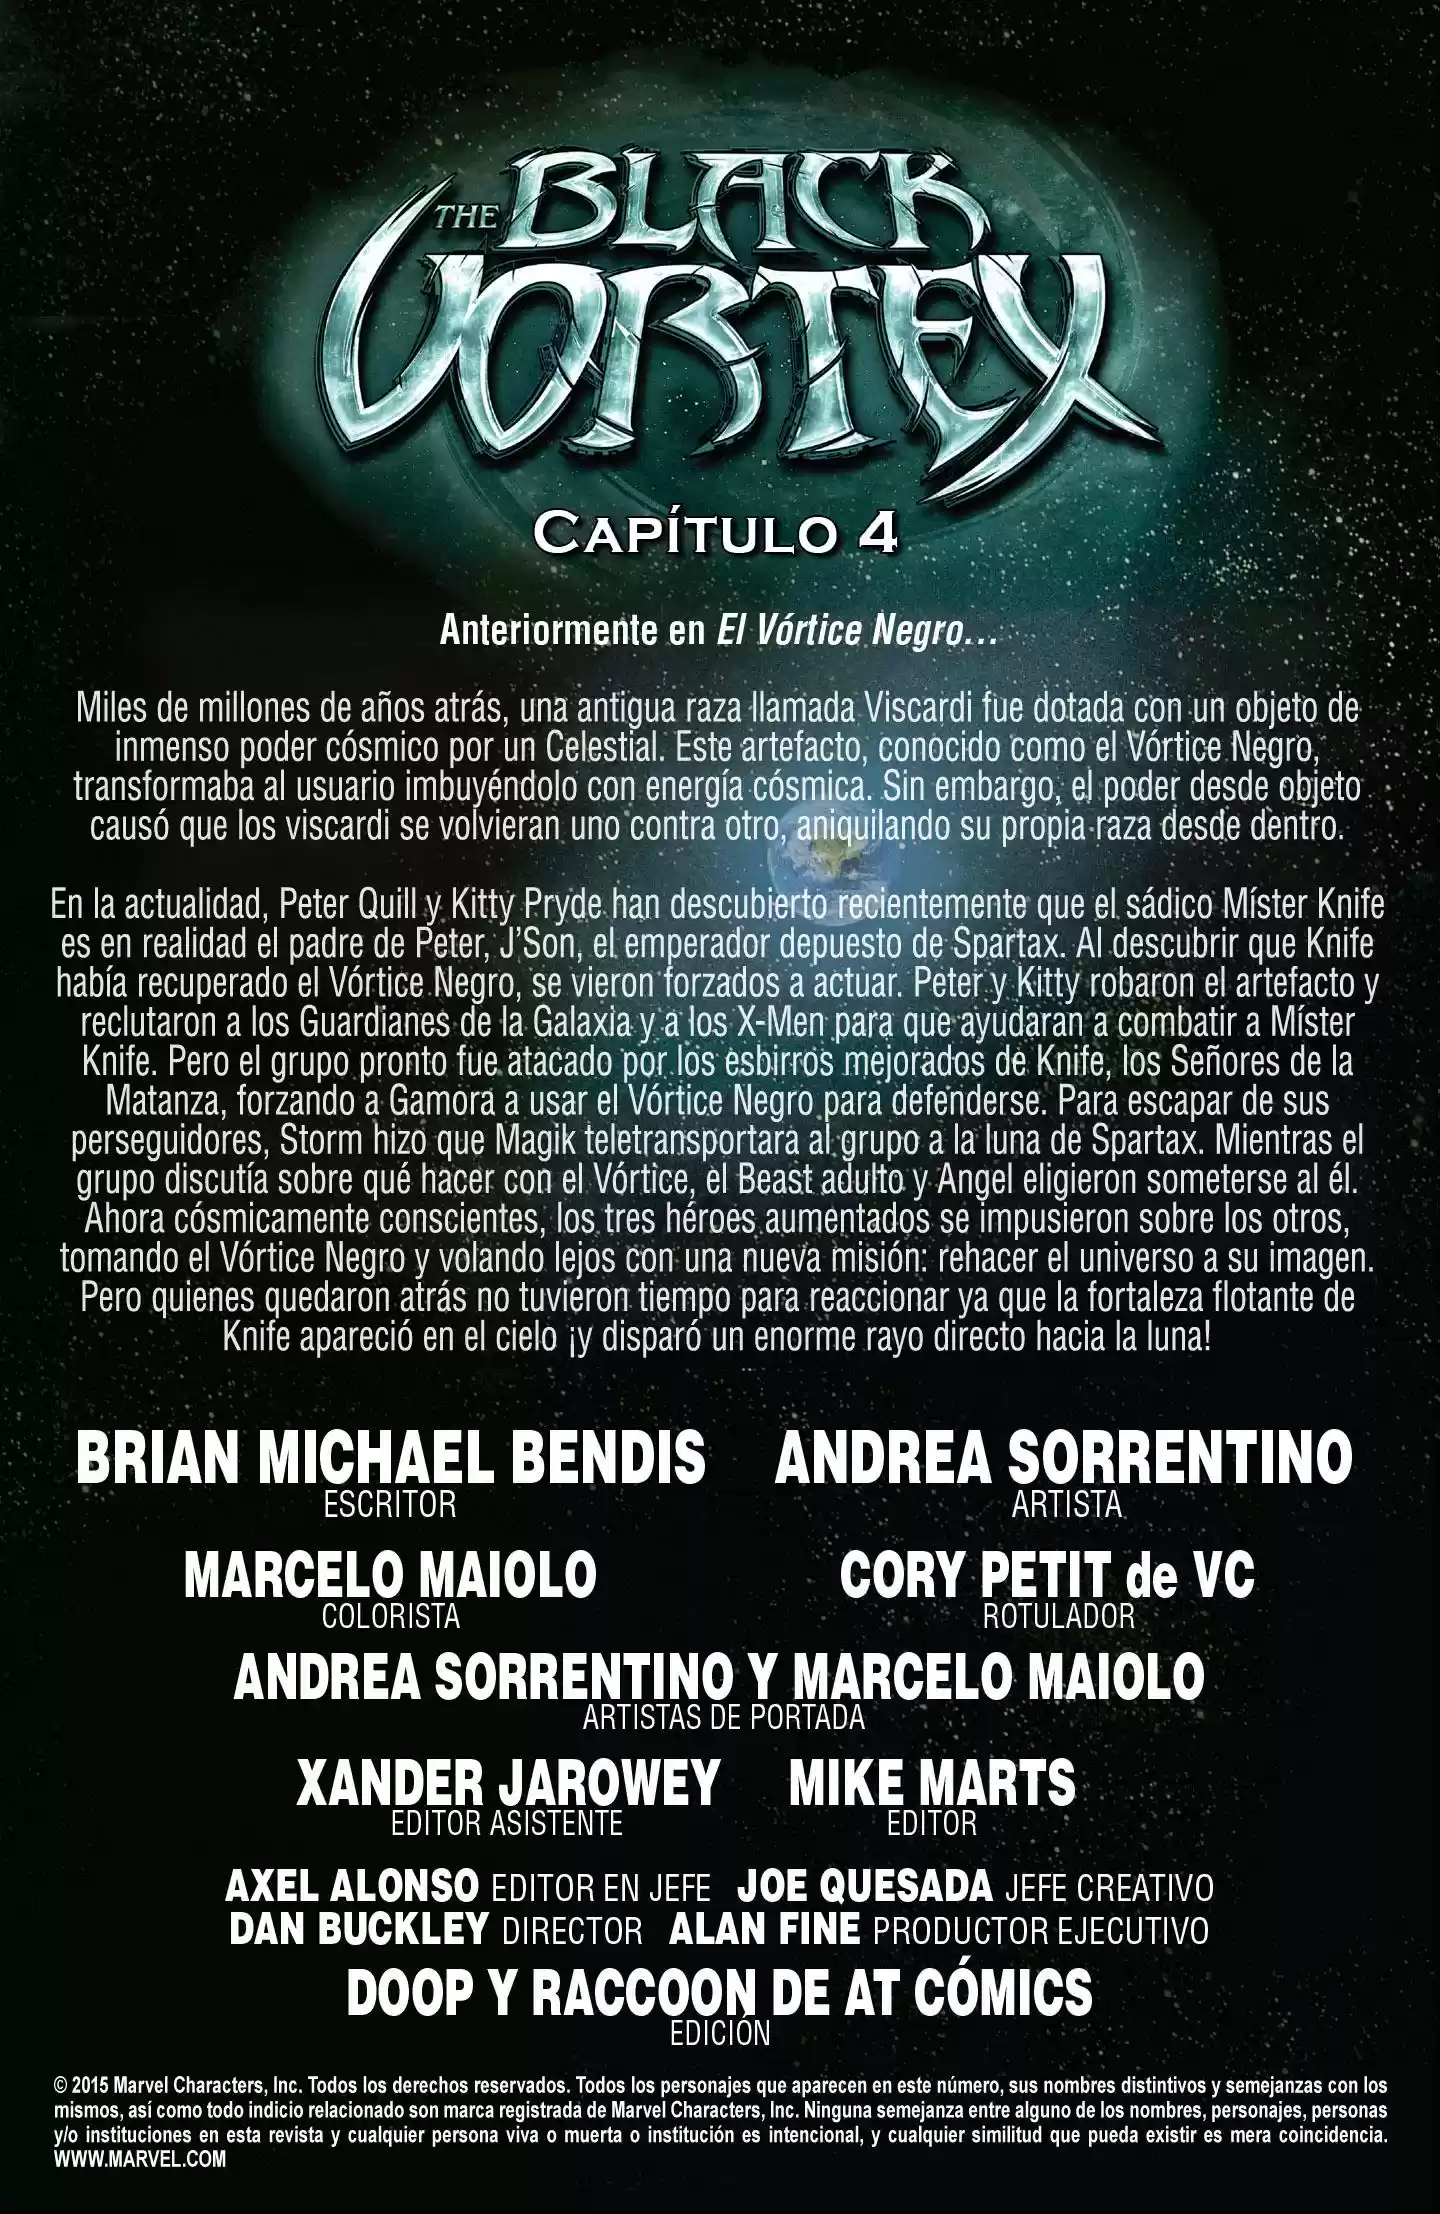 THE BLACK
VORTEX
CAPÍTULO 4
Anteriormente en El Vórtice Negro...
Miles de millones de años atrás, una antigua raza llamada Viscardi fue dotada con un objeto de
inmenso poder cósmico por un Celestial. Este artefacto, conocido como el Vórtice Negro,
transformaba al usuario imbuyéndolo con energía cósmica. Sin embargo, el poder desde objeto
causó que los viscardi se volvieran uno contra otro, aniquilando su propia raza desde dentro.
En la actualidad, Peter Quill y Kitty Pryde han descubierto recientemente que el sádico Míster Knife
es en realidad el padre de Peter, J'Son, el emperador depuesto de Spartax. Al descubrir que Knife
había recuperado el Vórtice Negro, se vieron forzados a actuar. Peter y Kitty robaron el artefacto y
reclutaron a los Guardianes de la Galaxia y a los X-Men para que ayudaran a combatir a Míster
Knife. Pero el grupo pronto fue atacado por los esbirros mejorados de Knife, los Señores de la
Matanza, forzando a Gamora a usar el Vórtice Negro para defenderse. Para escapar de sus
perseguidores, Storm hizo que Magik teletransportara al grupo a la luna de Spartax. Mientras el
grupo discutía sobre qué hacer con el Vórtice, el Beast adulto y Angel eligieron someterse al él.
Ahora cósmicamente conscientes, los tres héroes aumentados se impusieron sobre los otros,
tomando el Vórtice Negro y volando lejos con una nueva misión: rehacer el universo a su imagen.
Pero quienes quedaron atrás no tuvieron tiempo para reaccionar ya que la fortaleza flotante de
Knife apareció en el cielo ¡y disparó un enorme rayo directo hacia la luna!
BRIAN MICHAEL BENDIS ANDREA SORRENTINO
ESCRITOR ARTISTA
MARCELO MAIOLO CORY PETIT de VC
COLORISTA ROTULADOR
ANDREA SORRENTINO Y MARCELO MAIOLO
ARTISTAS DE PORTADA
XANDER JAROWEY MIKE MARTS
EDITOR ASISTENTE EDITOR
AXEL ALONSO EDITOR EN JEFE JOE QUESADA JEFE CREATIVO
DAN BUCKLEY DIRECTOR ALAN FINE PRODUCTOR EJECUTIVO
DOOP Y RACCOON DE AT CÓMICS
EDICIÓN
© 2015 Marvel Characters, Inc. Todos los derechos reservados. Todos los personajes que aparecen en este número, sus nombres distintivos y semejanzas con los
mismos, así como todo indicio relacionado son marca registrada de Marvel Characters, Inc. Ninguna semejanza entre alguno de los nombres, personajes, personas
y/o instituciones en esta revista y cualquier persona viva o muerta o institución es intencional, y cualquier similitud que pueda existir es mera coincidencia.
WWW.MARVEL.COM